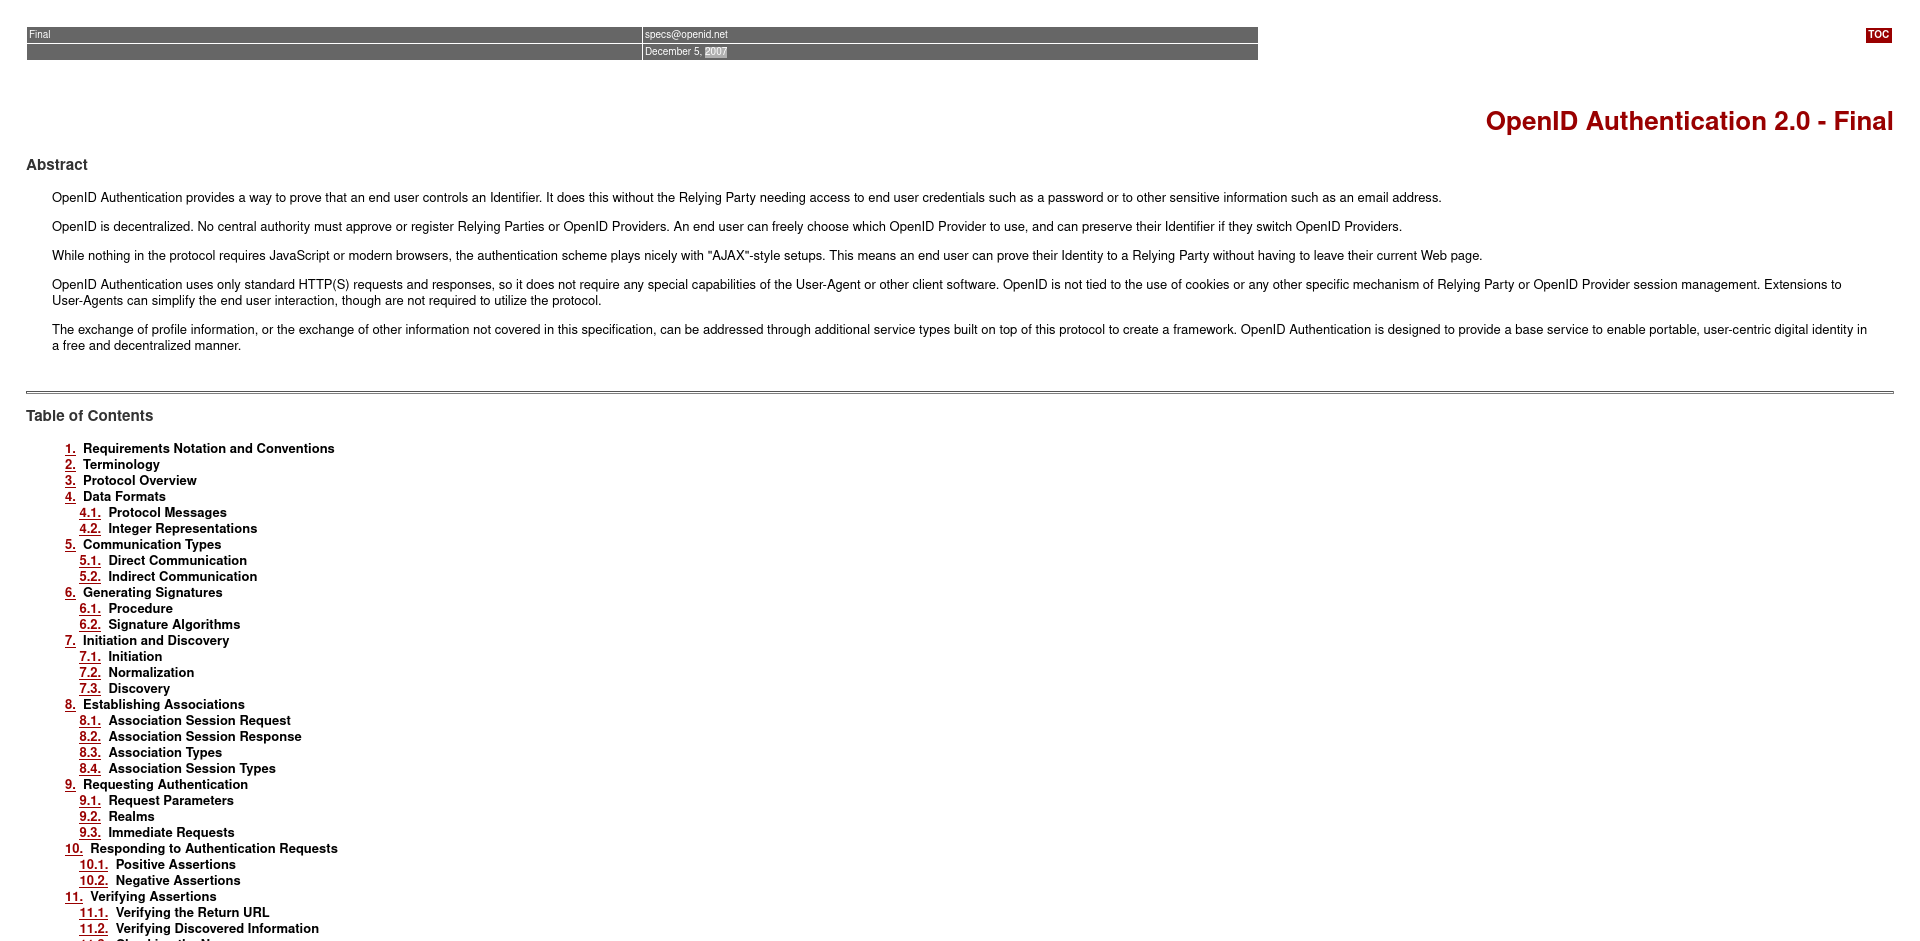 Final
specs@openid.net
TOC
December 5, 2007
OpenID Authentication 2.0 - Final
Abstract
OpenID Authentication provides a way to prove that an end user controls an Identifier. It does this without the Relying Party needing access to end user credentials such as a password or to other sensitive information such as an email address.
OpenID is decentralized. No central authority must approve or register Relying Parties or OpenID Providers. An end user can freely choose which OpenID Provider to use, and can preserve their Identifier if they switch OpenID Providers.
While nothing in the protocol requires JavaScript or modern browsers, the authentication scheme plays nicely with "AJAX"-style setups. This means an end user can prove their Identity to a Relying Party without having to leave their current Web page.
OpenID Authentication uses only standard HTTP(S) requests and responses, so it does not require any special capabilities of the User-Agent or other client software. OpenID is not tied to the use of cookies or any other specific mechanism of Relying Party or OpenID Provider session management. Extensions to
User-Agents can simplify the end user interaction, though are not required to utilize the protocol.
The exchange of profile information, or the exchange of other information not covered in this specification, can be addressed through additional service types built on top of this protocol to create a framework. OpenID Authentication is designed to provide a base service to enable portable, user-centric digital identity in
a free and decentralized manner.
Table of Contents
1. Requirements Notation and Conventions
2. Terminology
3. Protocol Overview
4. Data Formats
4.1. Protocol Messages
4.2. Integer Representations
5. Communication Types
5.1. Direct Communication
5.2. Indirect Communication
6. Generating Signatures
6.1. Procedure
6.2. Signature Algorithms
7. Initiation and Discovery
7.1. Initiation
7.2. Normalization
7.3. Discovery
8. Establishing Associations
8.1. Association Session Request
8.2. Association Session Response
8.3. Association Types
8.4. Association Session Types
9. Requesting Authentication
9.1. Request Parameters
9.2. Realms
9.3. Immediate Requests
10. Responding to Authentication Requests
10.1. Positive Assertions
10.2. Negative Assertions
11. Verifying Assertions
11.1. Verifying the Return URL
11.2. Verifying Discovered Information